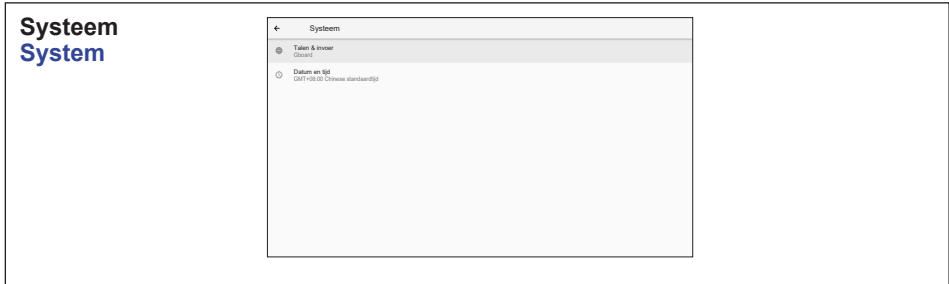 Systeem
System
← Systeem
Talen & invoer
Gboard
Datum en tijd
GMT+08:00 Chinese standaardtijd